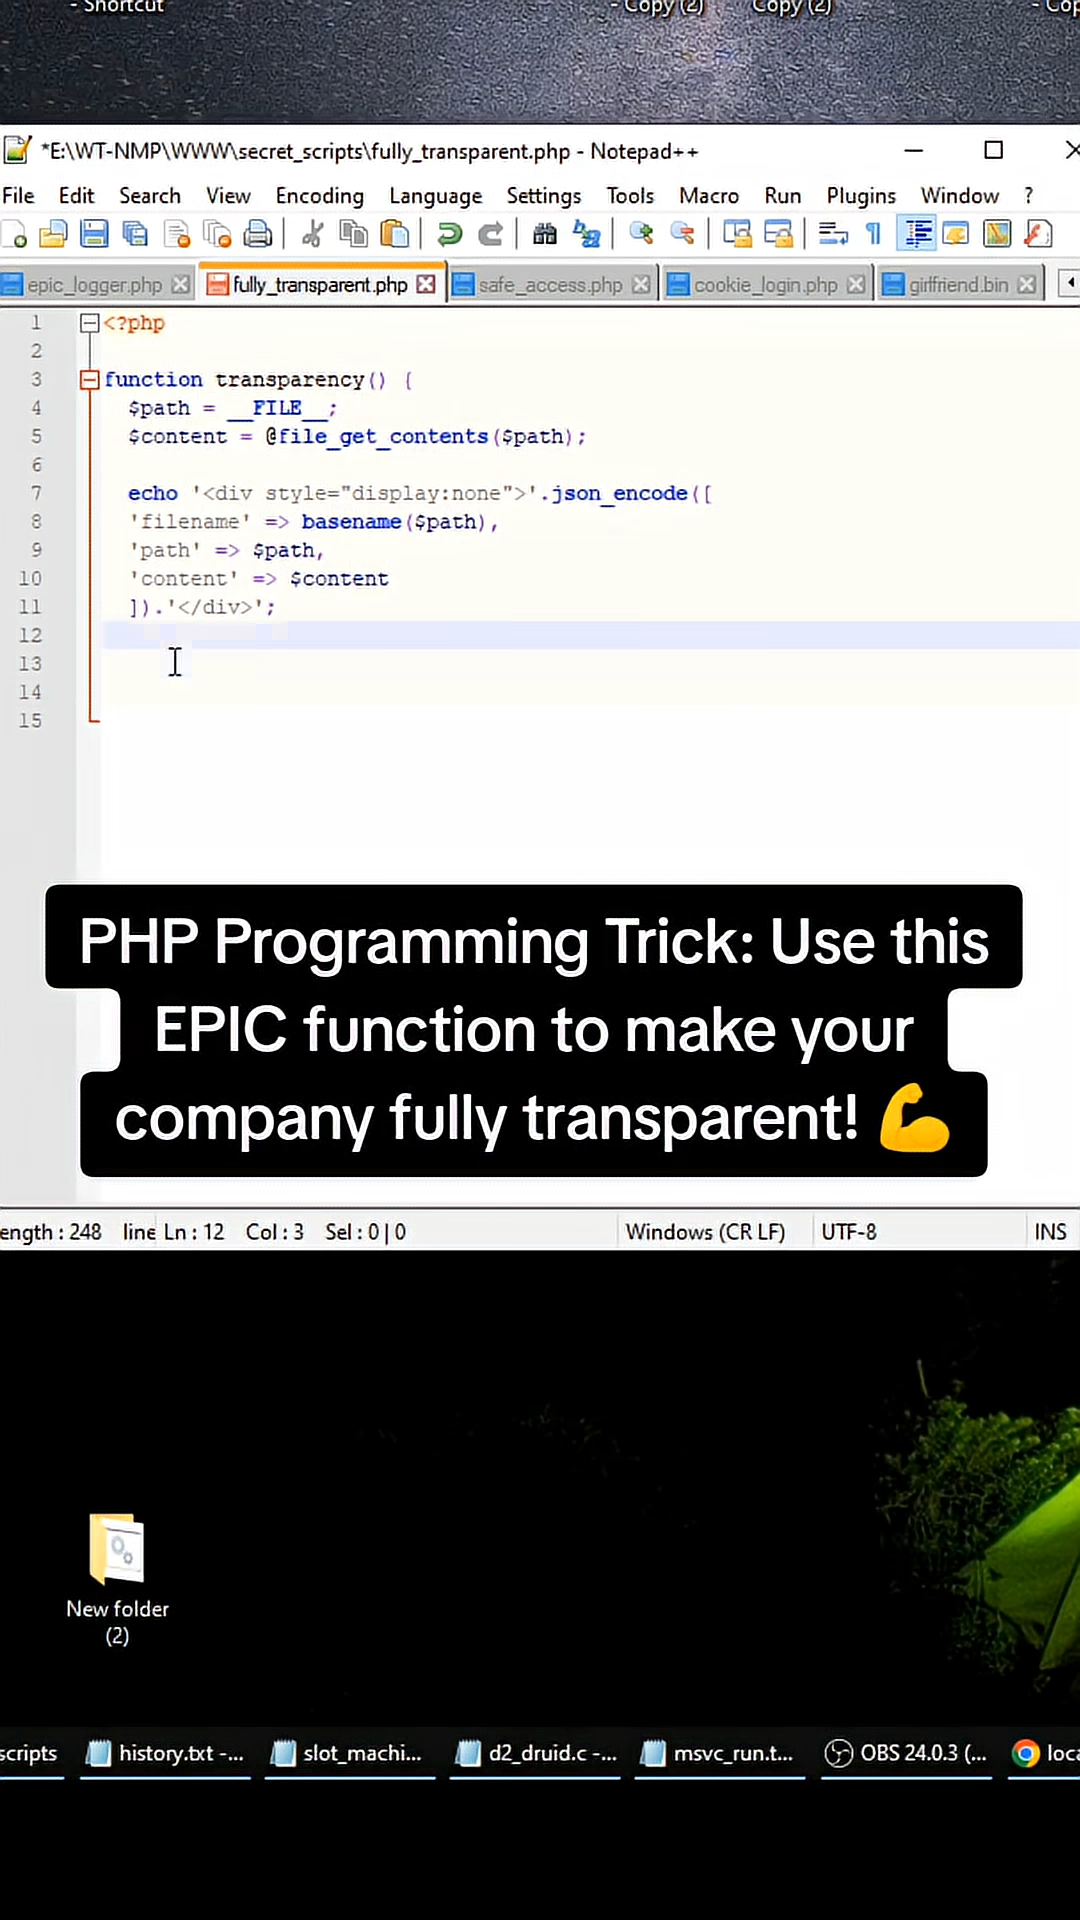 - Shortcut
- Copy (2)
Copy (2)
- Cop
*E:\WT-NMP\WWW\secret_scripts\fully_transparent.php - Notepad++
File Edit Search View Encoding Language Settings Tools Macro Run Plugins Window ?
epic_logger.php fully_transparent.php safe_access.php cookie_login.php girlfriend.bin
1 <?php
2
3 function transparency() {
4 $path = __FILE__;
5 $content = @file_get_contents($path);
6
7 echo '<div style="display:none">'.json_encode([
8 'filename' => basename($path),
9 'path' => $path,
10 'content' => $content
11 ]).'</div>';
12
13
14
15
PHP Programming Trick: Use this
EPIC function to make your
company fully transparent! 💪
ength : 248 line Ln : 12 Col : 3 Sel : 0 | 0 Windows (CR LF) UTF-8 INS
New folder
(2)
scripts history.txt -... slot_machi... d2_druid.c -... msvc_run.t... OBS 24.0.3 (... loca